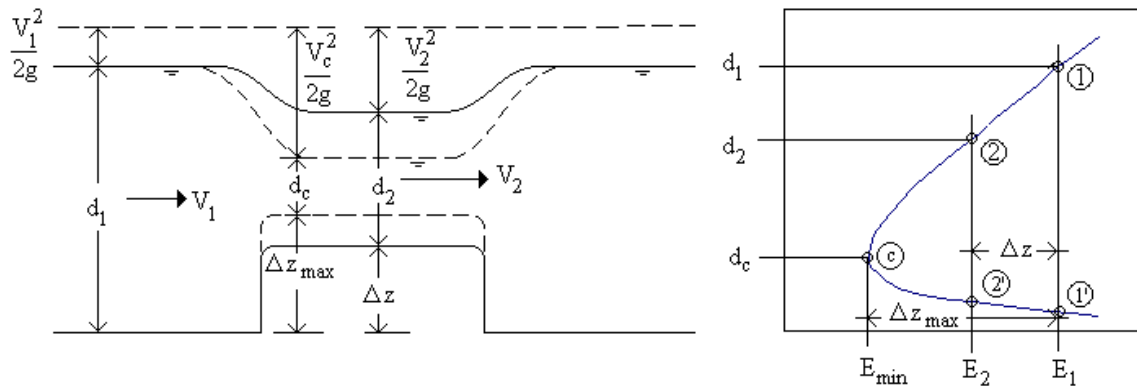 V₁²/2g
V_c²/2g
V₂²/2g
d₁
V₁
d_c
d₂
V₂
Δz_max
Δz
d₁
d₂
d_c
①
②
ⓒ
Δz
②'
①'
Δz_max
E_min
E₂
E₁